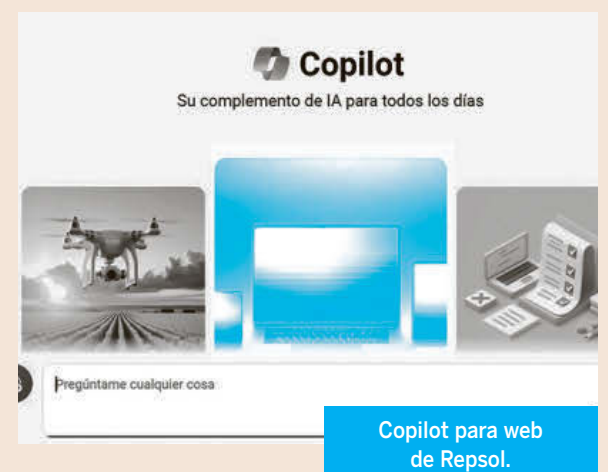 Copilot
Su complemento de IA para todos los días
Pregúntame cualquier cosa
Copilot para web
de Repsol.